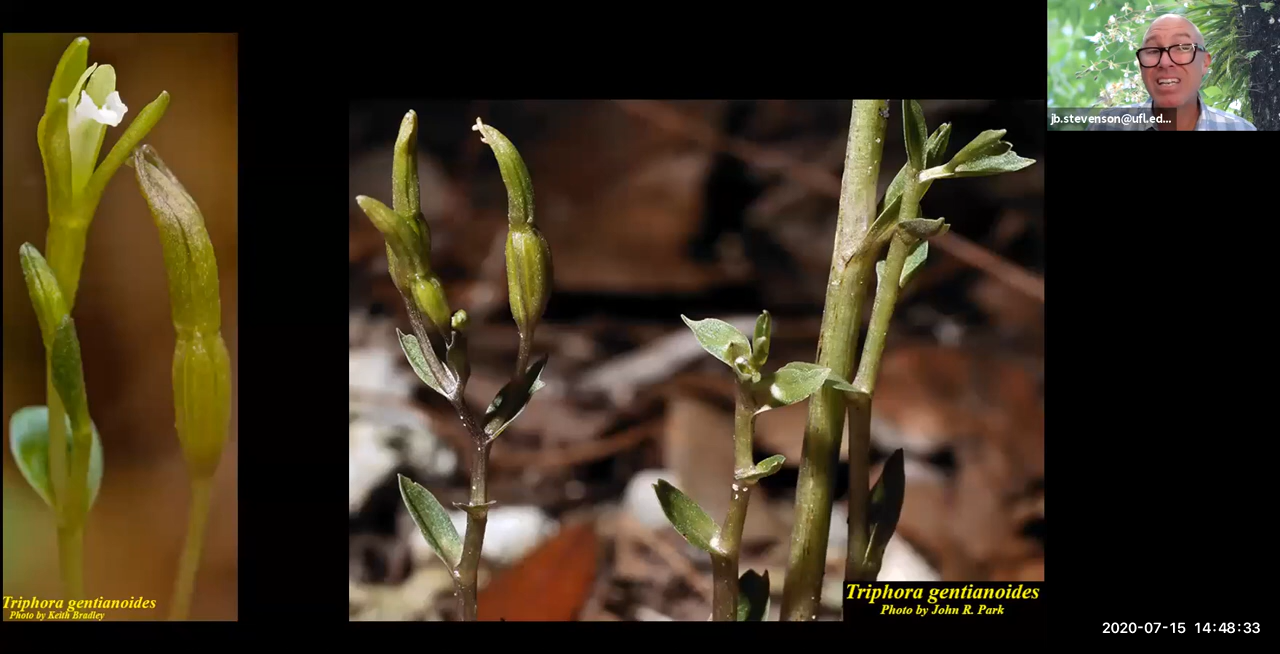 jb.stevenson@ufl.ed...
Triphora gentianoides
Photo by Keith Bradley
Triphora gentianoides
Photo by John R. Park
2020-07-15 14:48:33